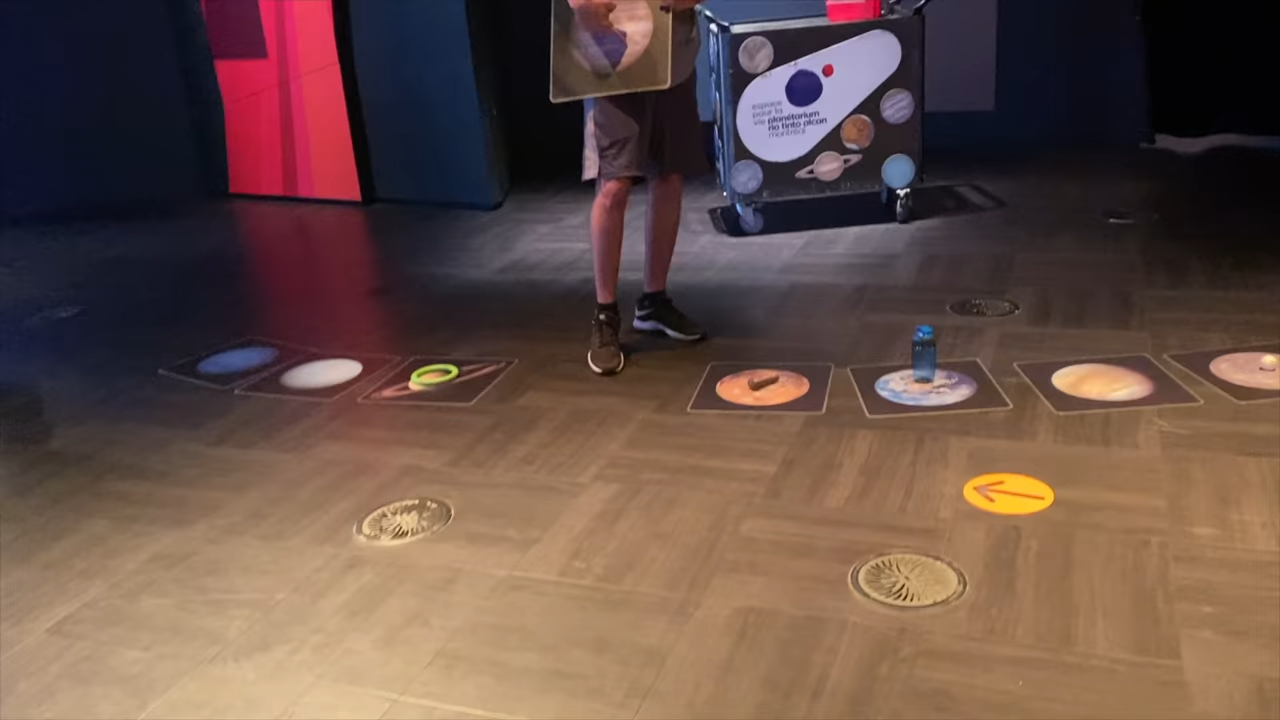 espace
pour la
vie planétarium
rio tinto alcan
montréal